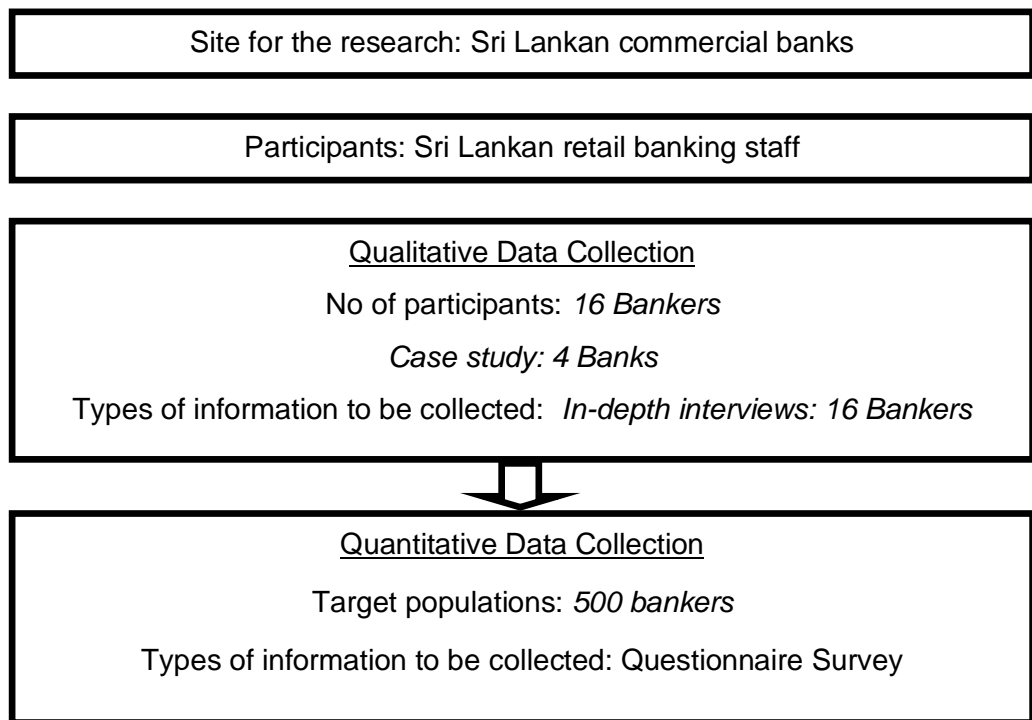 Site for the research: Sri Lankan commercial banks
Participants: Sri Lankan retail banking staff
Qualitative Data Collection
No of participants: 16 Bankers
Case study: 4 Banks
Types of information to be collected: In-depth interviews: 16 Bankers
Quantitative Data Collection
Target populations: 500 bankers
Types of information to be collected: Questionnaire Survey